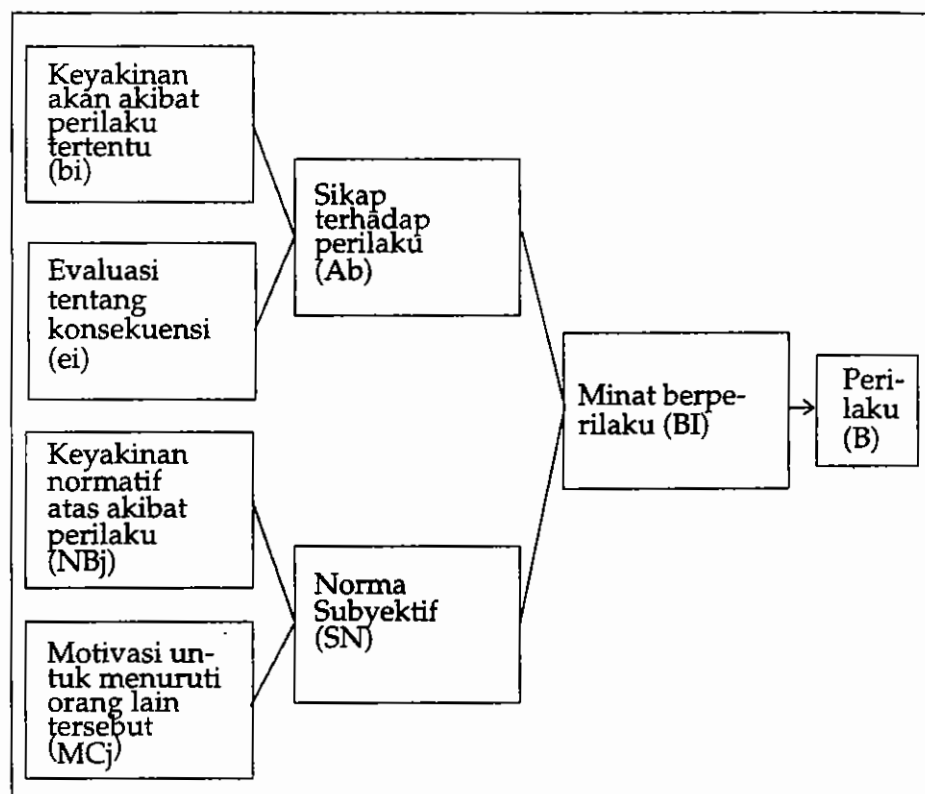 Keyakinan
akan akibat
perilaku
tertentu
(bi)
Evaluasi
tentang
konsekuensi
(ei)
Keyakinan
normatif
atas akibat
perilaku
(NBj)
Motivasi un-
tuk menuruti
orang lain
tersebut
(MCj)
Sikap
terhadap
perilaku
(Ab)
Norma
Subyektif
(SN)
Minat berpe-
rilaku (BI)
Peri-
laku
(B)